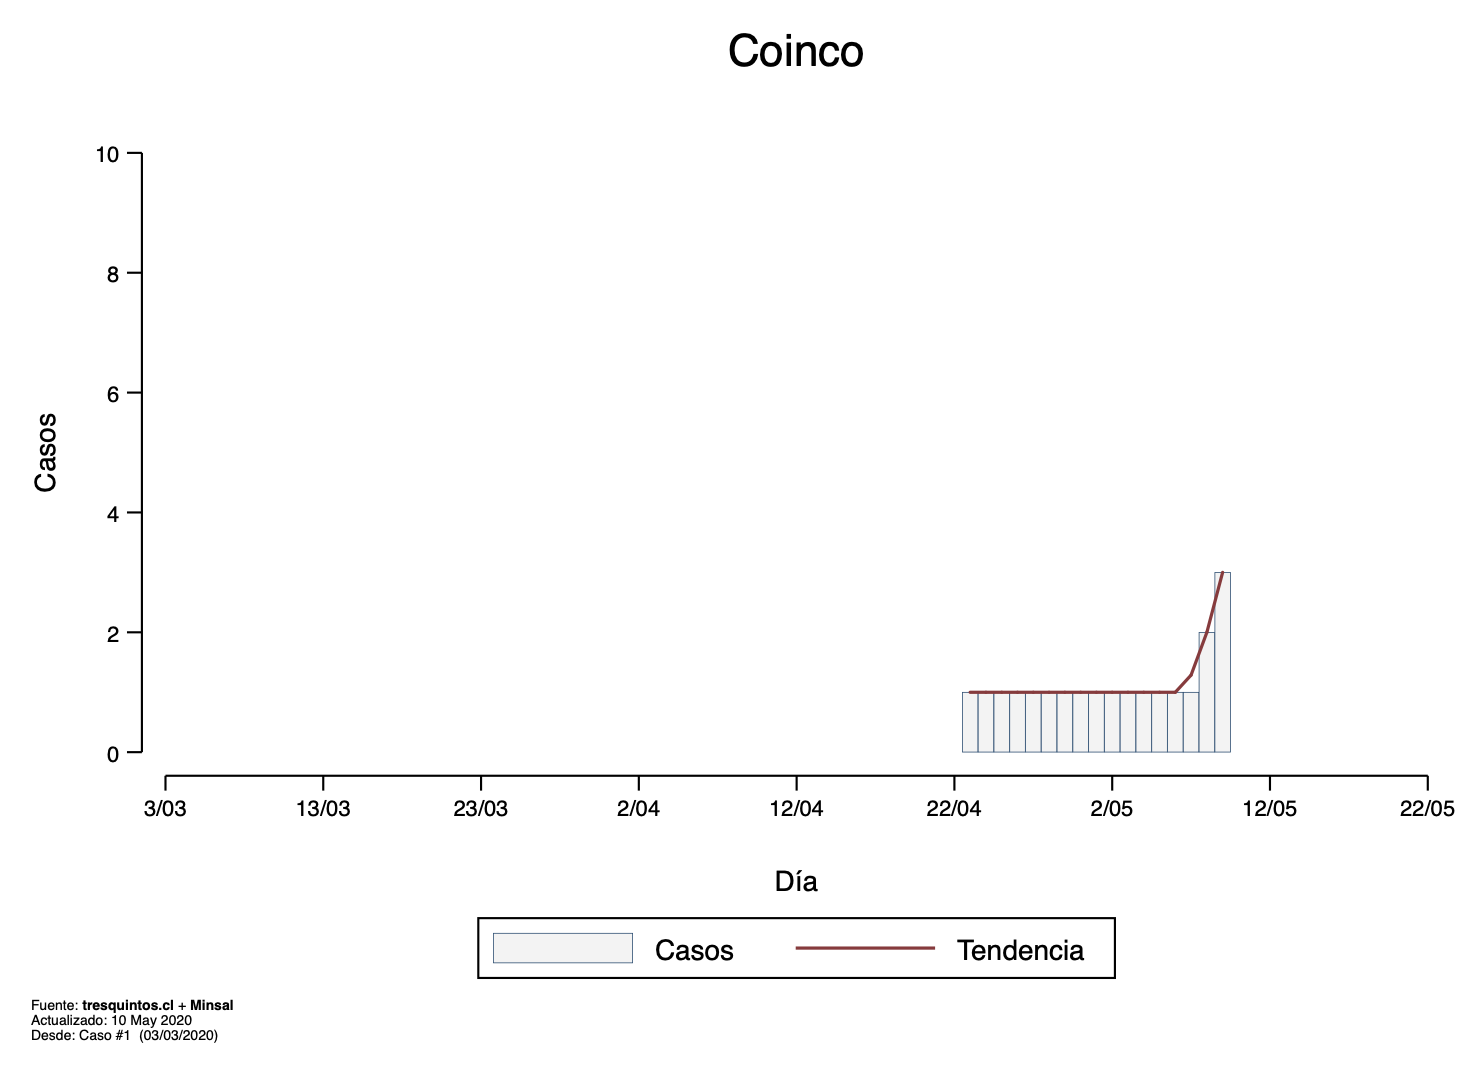 Coinco
10
8
6
4
2
0
Casos
3/03
13/03
23/03
2/04
12/04
22/04
2/05
12/05
22/05
Día
Casos
Tendencia
Fuente: tresquintos.cl + Minsal
Actualizado: 10 May 2020
Desde: Caso #1 (03/03/2020)